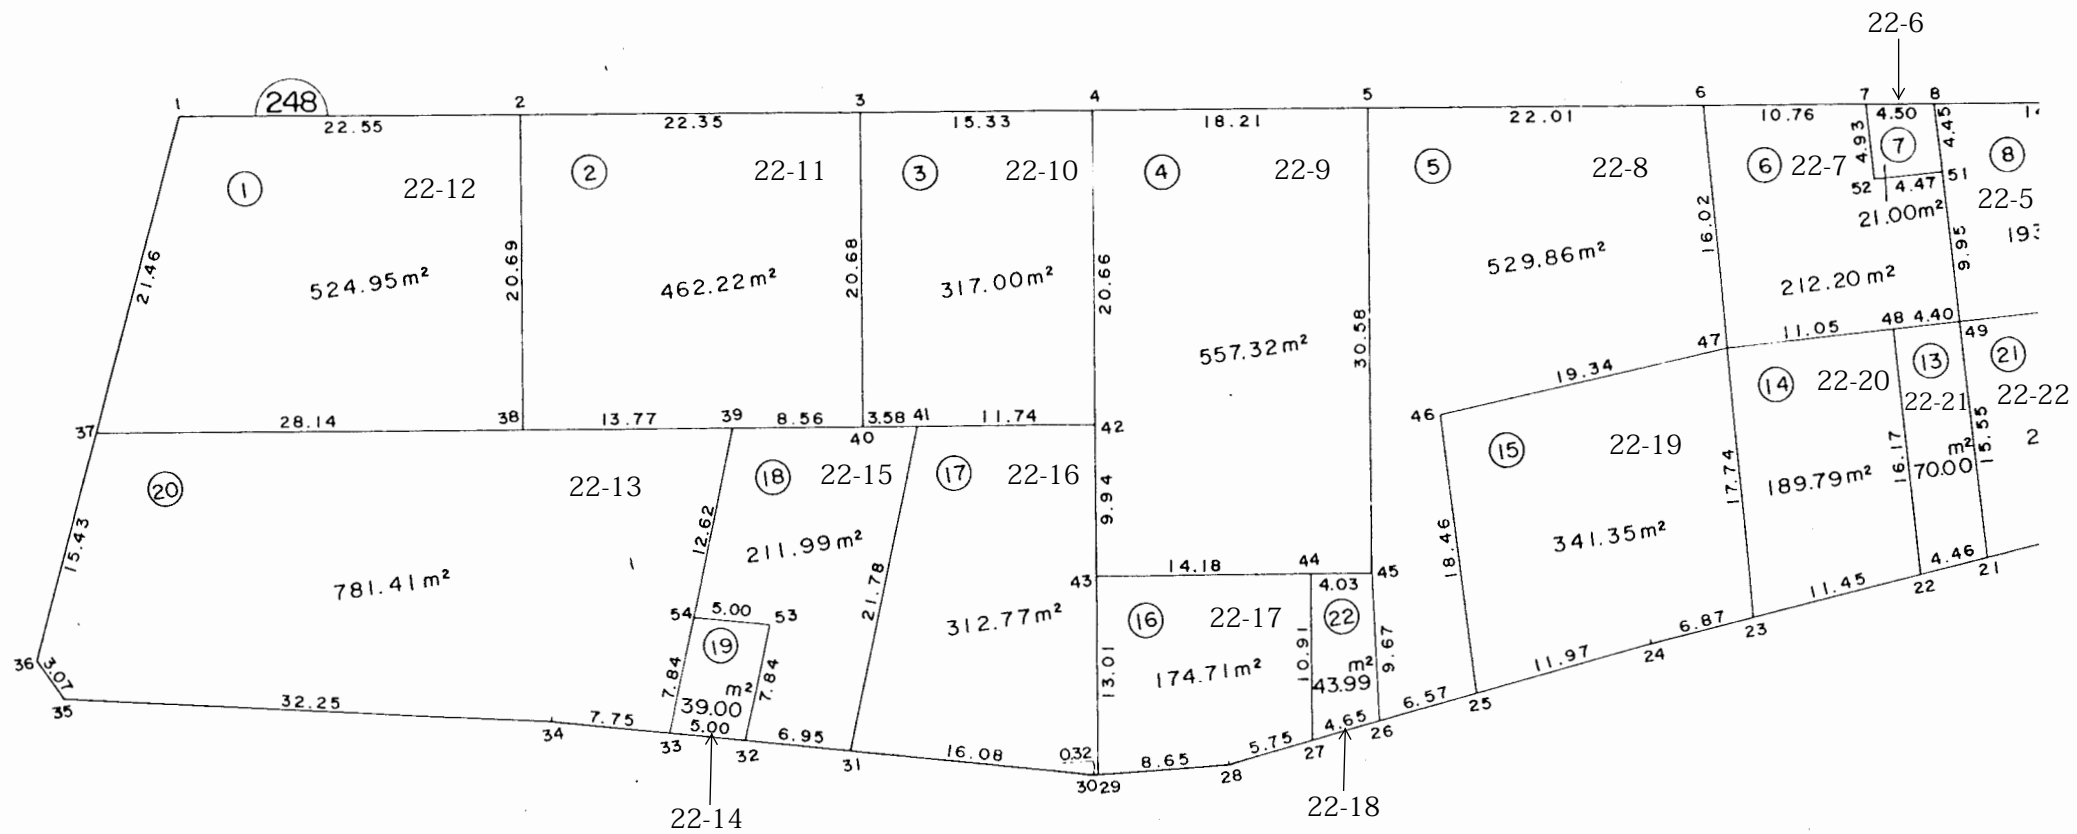 22-6
1 248 2 3 4 5 6 7 8
22.55 22.35 15.33 18.21 22.01 10.76 4.50
4.93 4.45
① 22-12 ② 22-11 ③ 22-10 ④ 22-9 ⑤ 22-8 ⑥ 22-7 ⑦ ⑧
52 4.47 51
21.00m² 22-5
21.46 20.69 20.68 20.66 30.58 16.02 9.95
524.95m² 462.22m² 317.00m² 557.32m² 529.86m² 212.20m²
47 11.05 48 4.40 49
19.34
37 28.14 38 13.77 39 8.56 40 3.58 41 11.74 42 46
⑭ 22-20 ⑬ 22-21 ㉑ 22-22
⑳ 22-13 ⑱ 22-15 ⑰ 22-16 ⑮ 22-19
15.43 12.62 9.94 18.46 17.74 16.17 15.55
781.41m² 211.99m² 341.35m² 189.79m² m² 70.00
21.78
43 14.18 44 45
4.03
54 5.00 53 312.77m² ⑯ 22-17 ㉒
⑲
7.84 7.84 13.01 174.71m² 10.91 m² 43.99 9.67
m²
39.00
36 3.07 35 32.25 34 7.75 33 5.00 32 6.95 31 16.08 0.32 30 29 8.65 28 5.75 27 4.65 26 6.57 25 11.97 24 6.87 23 11.45 22 4.46 21
22-14 22-18